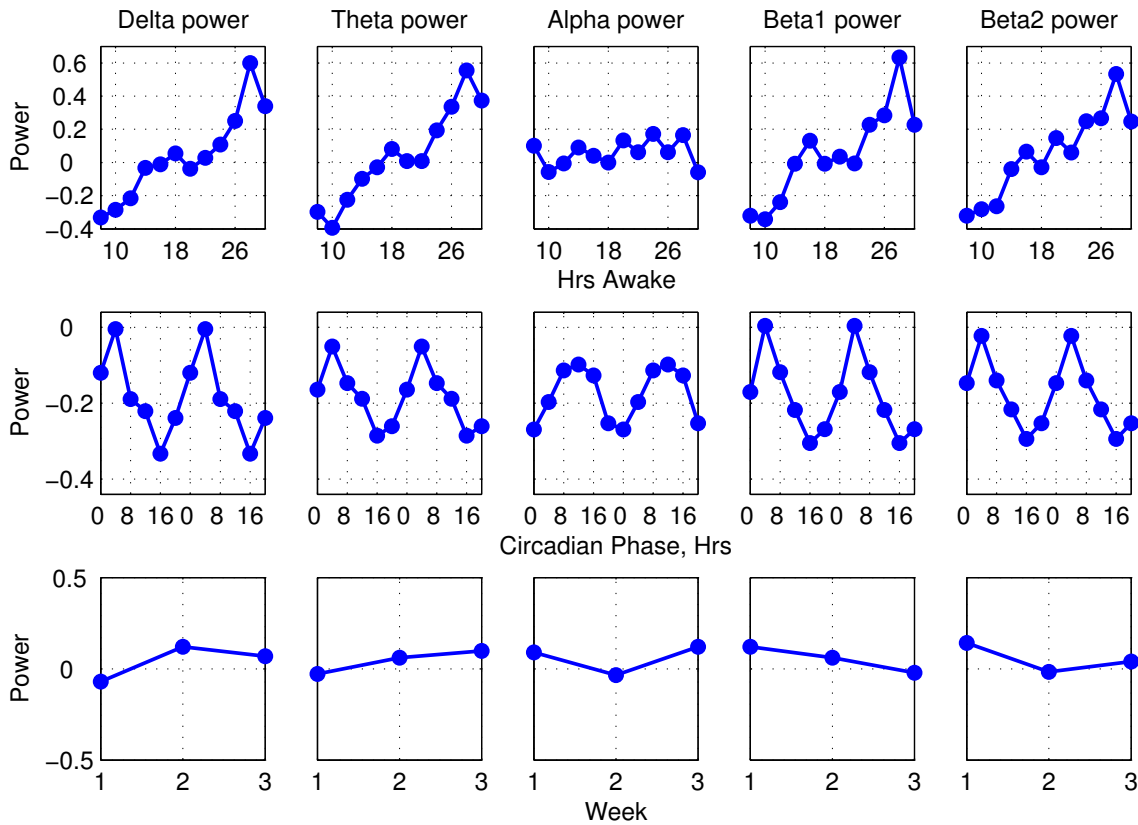 Delta power Theta power Alpha power Beta1 power Beta2 power
0.6
0.4
0.2
0
−0.2
−0.4
Power
10 18 26 10 18 26 10 18 26 10 18 26 10 18 26
Hrs Awake
0
−0.2
−0.4
Power
0 8 16 0 8 16 0 8 16 0 8 16 0 8 16 0 8 16 0 8 16 0 8 16 0 8 16 0 8 16
Circadian Phase, Hrs
0.5
0
−0.5
Power
1 2 3 1 2 3 1 2 3 1 2 3 1 2 3
Week